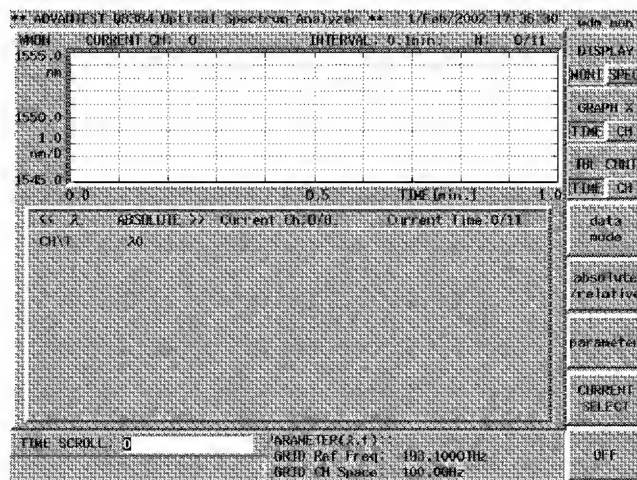 ** ADVANTEST Q8384 Optical Spectrum Analyzer ** 1/Feb/2002 17:36:30
WMON CURRENT CH: 0 INTERVAL: 0.1min. N: 0/11
1555.0
nm
1550.0
1.0
nm/D
1545.0
0.0 0.5 TIME[min.] 1.0
<< λ ABSOLUTE >> Current Ch:0/0 Current Time:0/11
CH\T λ0
TIME SCROLL: 0
PARAMETER(λ,f):
GRID Ref Freq: 193.1000THz
GRID CH Space: 100.0GHz
wdm mon
DISPLAY
MONI SPEC
GRAPH X
TIME CH
TBL CONT
TIME CH
data
mode
absolute
/relative
parameter
CURRENT
SELECT
OFF